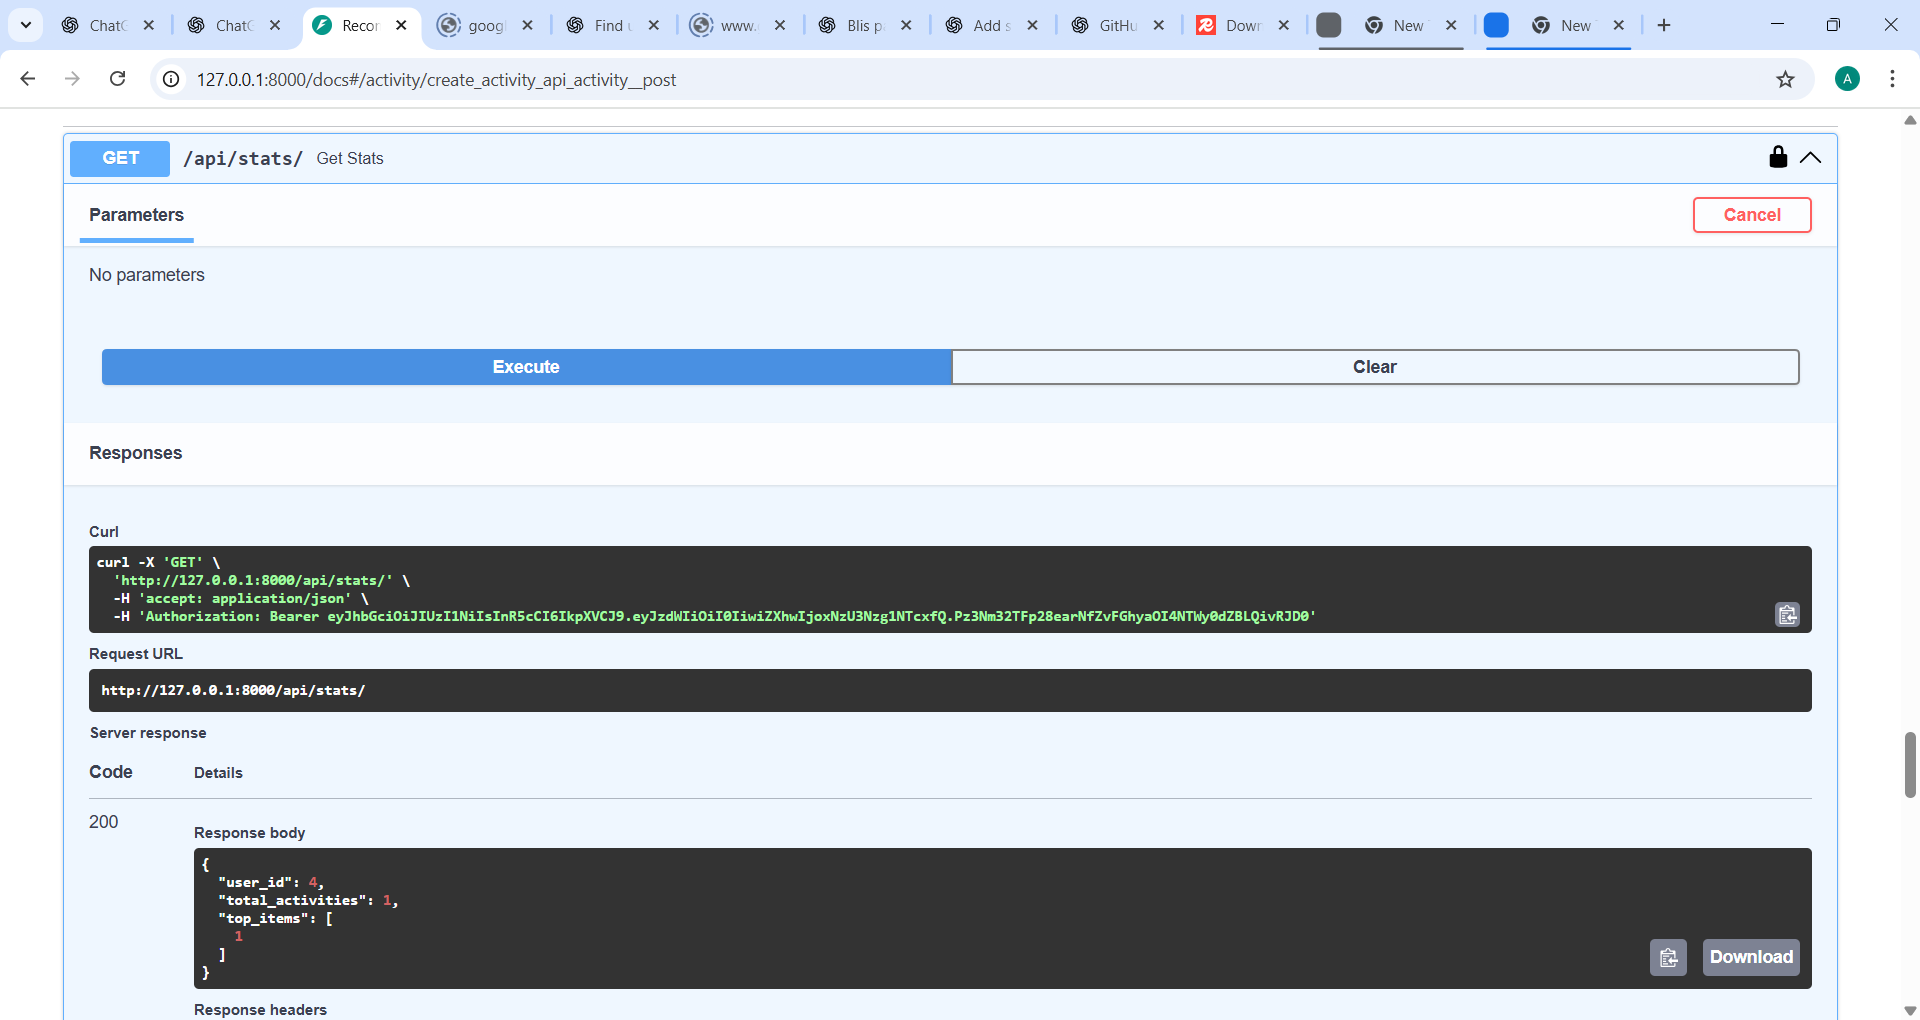 ChatG
ChatG
Recor
googl
Find u
www.
Blis p
Add s
GitHu
Down
New
New
127.0.0.1:8000/docs#/activity/create_activity_api_activity__post
A
GET /api/stats/ Get Stats
Parameters
Cancel
No parameters
Execute
Clear
Responses
Curl
curl -X 'GET' \
'http://127.0.0.1:8000/api/stats/' \
-H 'accept: application/json' \
-H 'Authorization: Bearer eyJhbGciOiJIUzI1NiIsInR5cCI6IkpXVCJ9.eyJzdWIiOiI0IiwiZXhwIjoxNzU3Nzg1NTcxfQ.Pz3Nm32TFp28earNfZvFGhyaOI4NTWy0dZBLQivRJD0'
Request URL
http://127.0.0.1:8000/api/stats/
Server response
Code Details
200
Response body
{
"user_id": 4,
"total_activities": 1,
"top_items": [
1
]
}
Download
Response headers